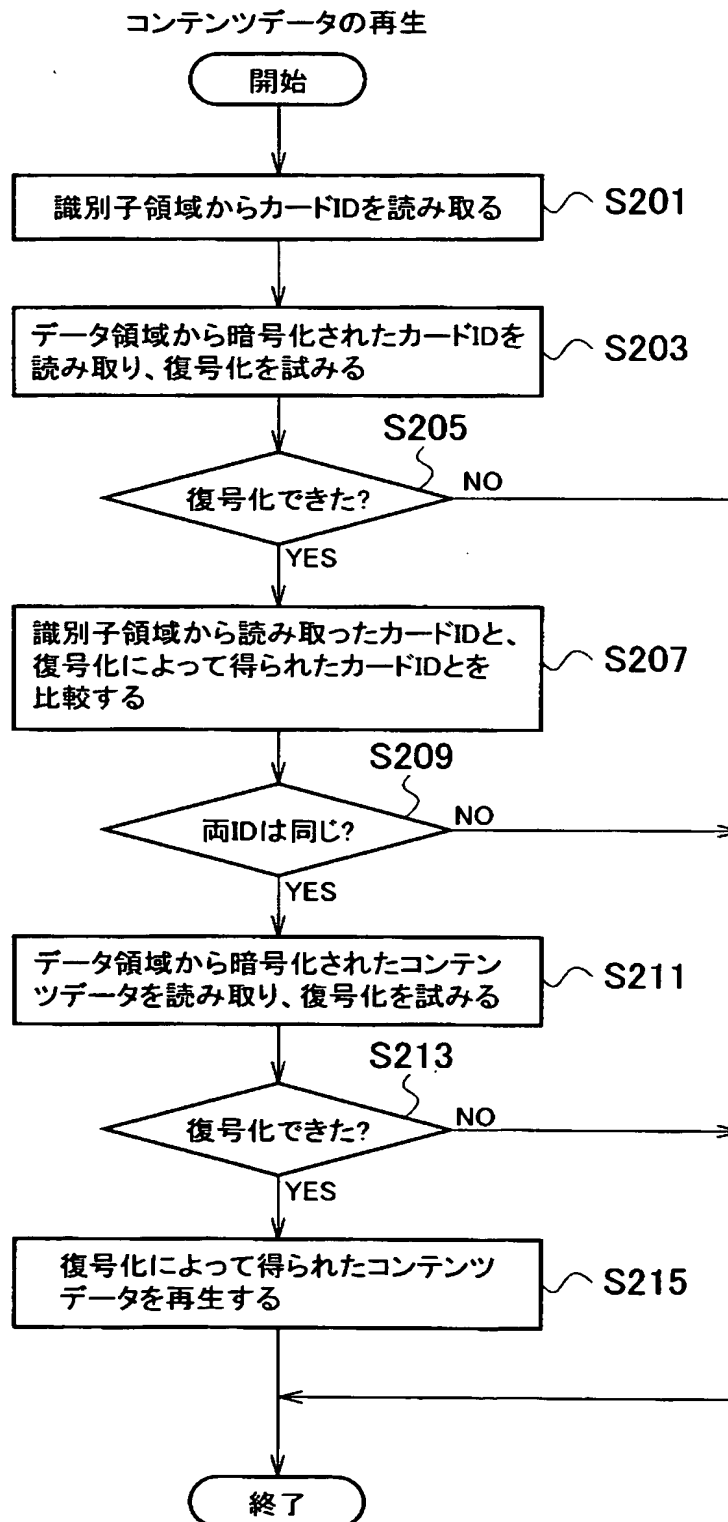 コンテンツデータの再生
開始
識別子領域からカードIDを読み取る
S201
データ領域から暗号化されたカードIDを
読み取り、復号化を試みる
S203
S205
復号化できた?
NO
YES
識別子領域から読み取ったカードIDと、
復号化によって得られたカードIDとを
比較する
S207
S209
両IDは同じ?
NO
YES
データ領域から暗号化されたコンテン
ツデータを読み取り、復号化を試みる
S211
S213
復号化できた?
NO
YES
復号化によって得られたコンテンツ
データを再生する
S215
終了